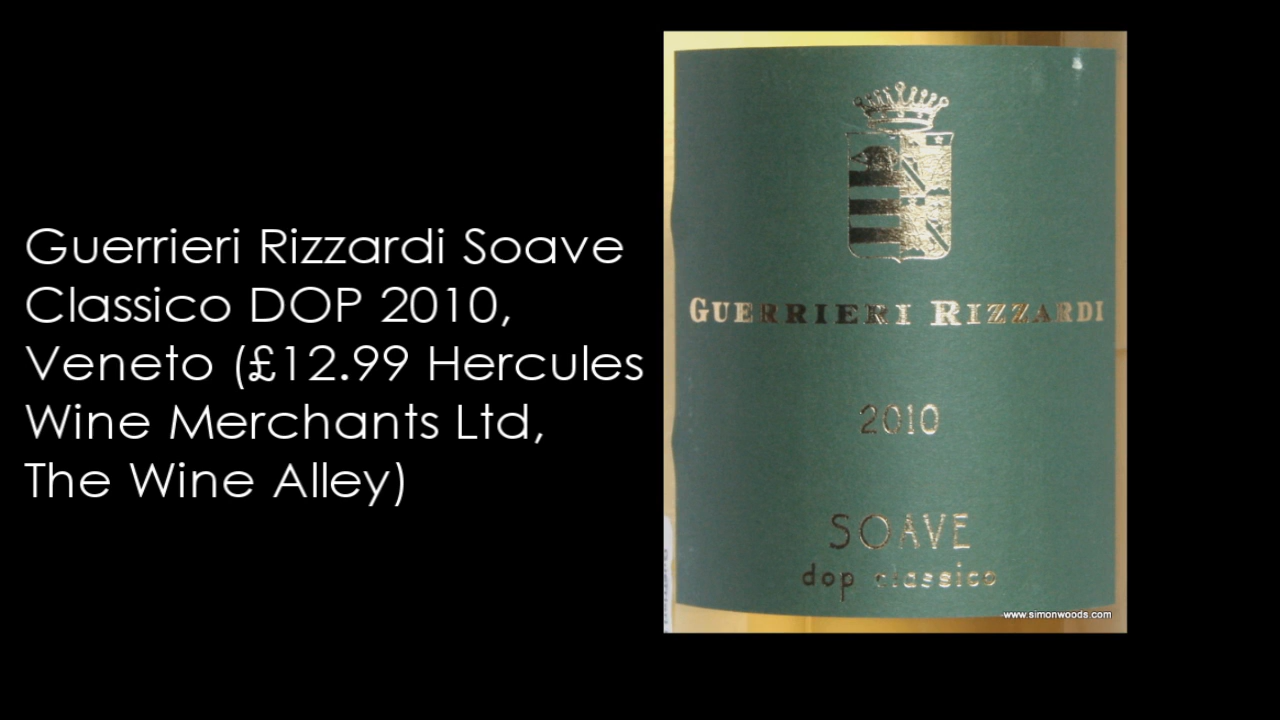 Guerrieri Rizzardi Soave
Classico DOP 2010,
Veneto (£12.99 Hercules
Wine Merchants Ltd,
The Wine Alley)
GUERRIERI RIZZARDI
2010
SOAVE
dop classico
www.simonwoods.com